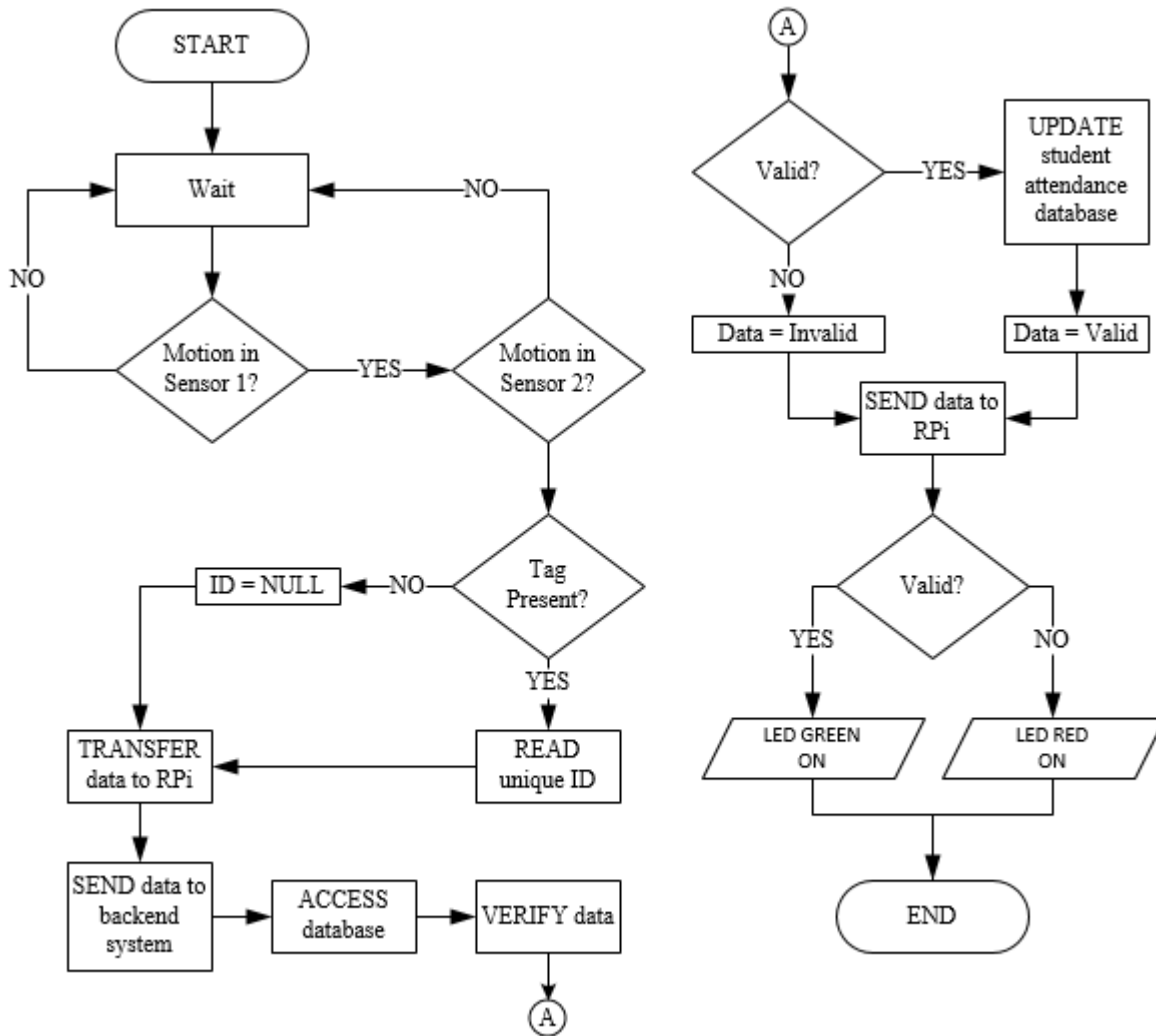 START
Wait
NO
NO
Motion in
Sensor 1?
YES
Motion in
Sensor 2?
Tag
Present?
NO
ID = NULL
YES
TRANSFER
data to RPi
READ
unique ID
SEND data to
backend
system
ACCESS
database
VERIFY data
A
A
Valid?
YES
UPDATE
student
attendance
database
NO
Data = Invalid
Data = Valid
SEND data to
RPi
Valid?
YES
NO
LED GREEN
ON
LED RED
ON
END